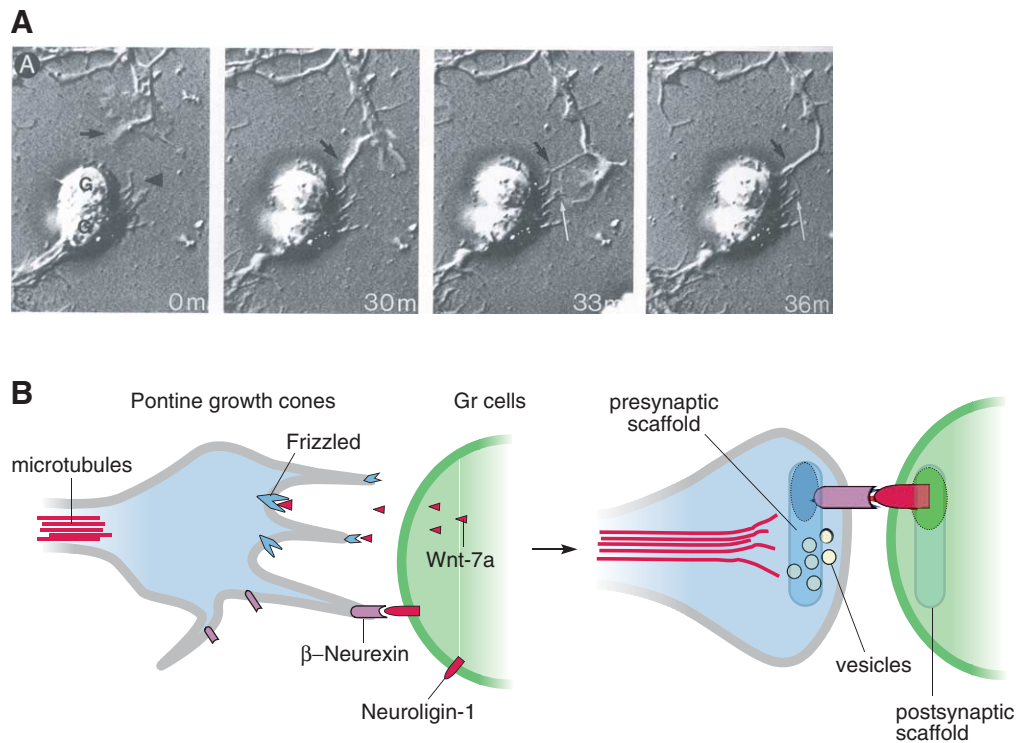 A
A
G
G
0m
30m
33m
36m
B
Pontine growth cones
Gr cells
presynaptic
scaffold
Frizzled
microtubules
Wnt-7a
β–Neurexin
vesicles
Neuroligin-1
postsynaptic
scaffold